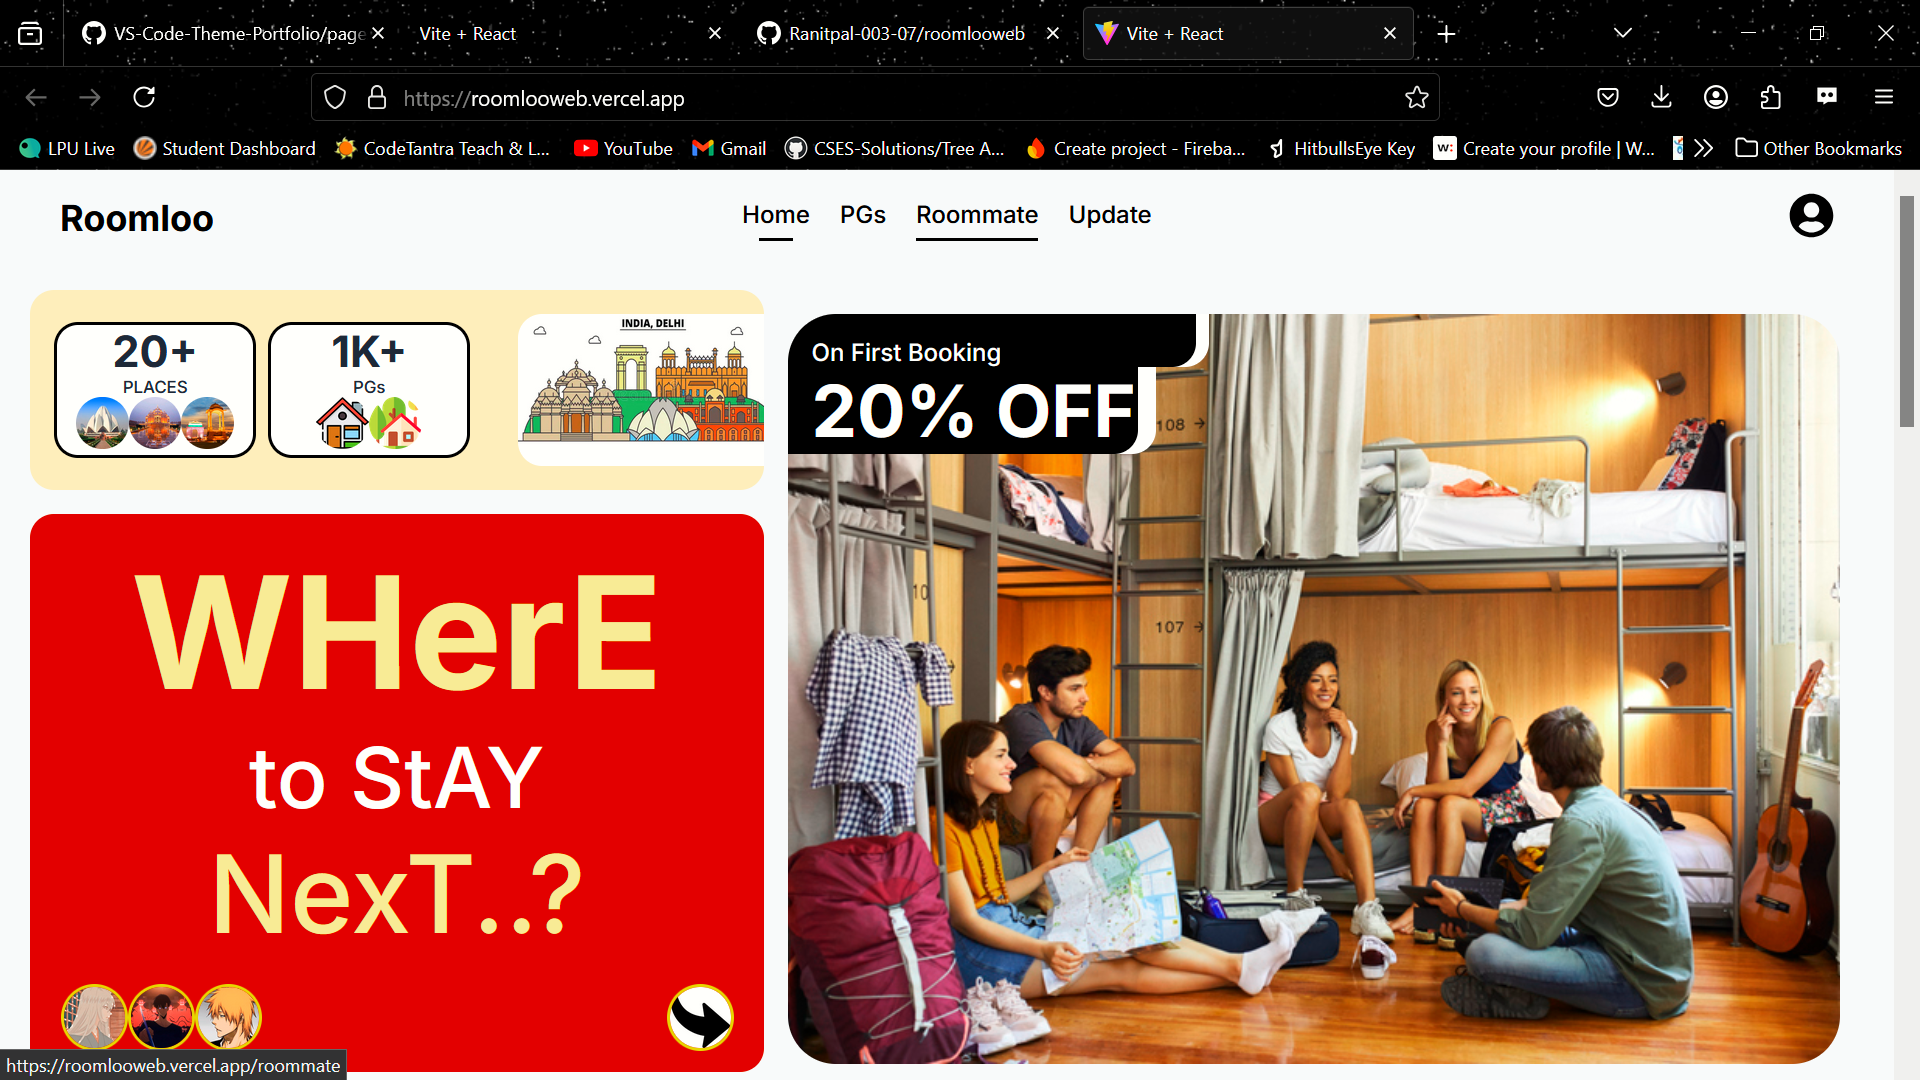 VS-Code-Theme-Portfolio/page
Vite + React
Ranitpal-003-07/roomlooweb
Vite + React
https://roomlooweb.vercel.app
LPU Live
Student Dashboard
CodeTantra Teach & L...
YouTube
Gmail
CSES-Solutions/Tree A...
Create project - Fireba...
HitbullsEye Key
w:
Create your profile | W...
Other Bookmarks
Roomloo
Home
PGs
Roommate
Update
20+
PLACES
1K+
PGs
INDIA, DELHI
On First Booking
20% OFF
108 →
10
107 →
WHerE
to StAY
NexT..?
https://roomlooweb.vercel.app/roommate